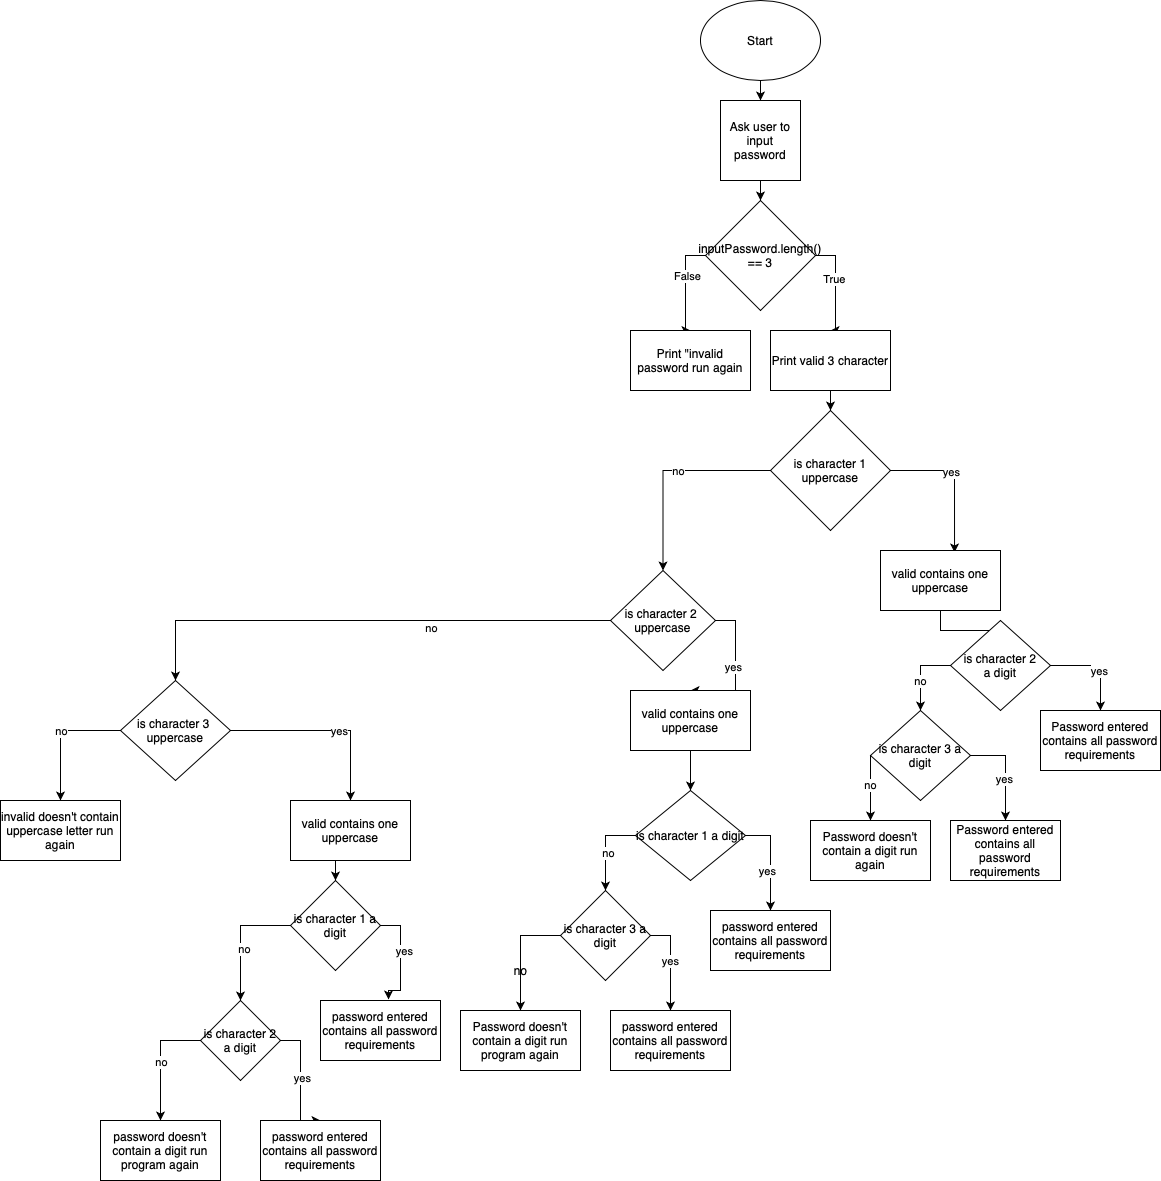 Start
Ask user to
input
password
inputPassword.length()
== 3
False
True
Print "invalid
password run again
Print valid 3 character
is character 1
uppercase
no
yes
valid contains one
uppercase
is character 2
uppercase
no
yes
is character 2
a digit
no
yes
Password entered
contains all password
requirements
is character 3 a
digit
no
yes
Password doesn't
contain a digit run
again
Password entered
contains all
password
requirements
valid contains one
uppercase
is character 1 a digit
no
yes
password entered
contains all password
requirements
is character 3 a
digit
no
yes
Password doesn't
contain a digit run
program again
password entered
contains all password
requirements
is character 3
uppercase
no
yes
invalid doesn't contain
uppercase letter run
again
valid contains one
uppercase
is character 1 a
digit
no
yes
password entered
contains all password
requirements
is character 2
a digit
no
yes
password doesn't
contain a digit run
program again
password entered
contains all password
requirements